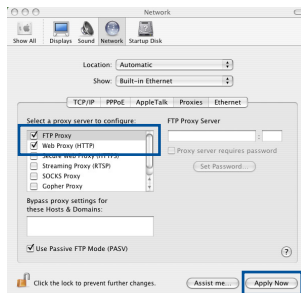 Network
Show All Displays Sound Network Startup Disk
Location: Automatic
Show: Built-in Ethernet
TCP/IP PPPoE AppleTalk Proxies Ethernet
Select a proxy server to configure:
FTP Proxy Server
FTP Proxy
Web Proxy (HTTP)
Secure Web Proxy (HTTPS)
Streaming Proxy (RTSP)
SOCKS Proxy
Gopher Proxy
:
Proxy server requires password
Set Password...
Bypass proxy settings for
these Hosts & Domains:
Use Passive FTP Mode (PASV)
?
Click the lock to prevent further changes.
Assist me...
Apply Now